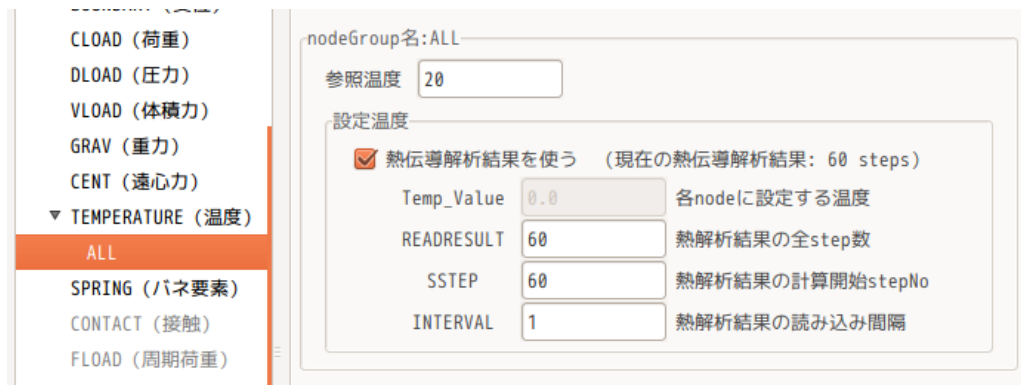 CLOAD (荷重)
DLOAD (圧力)
VLOAD (体積力)
GRAV (重力)
CENT (遠心力)
▼ TEMPERATURE (温度)
ALL
SPRING (バネ要素)
CONTACT (接触)
FLOAD (周期荷重)
nodeGroup名:ALL
参照温度 20
設定温度
熱伝導解析結果を使う (現在の熱伝導解析結果: 60 steps)
Temp_Value 0.0 各nodeに設定する温度
READRESULT 60 熱解析結果の全step数
SSTEP 60 熱解析結果の計算開始stepNo
INTERVAL 1 熱解析結果の読み込み間隔